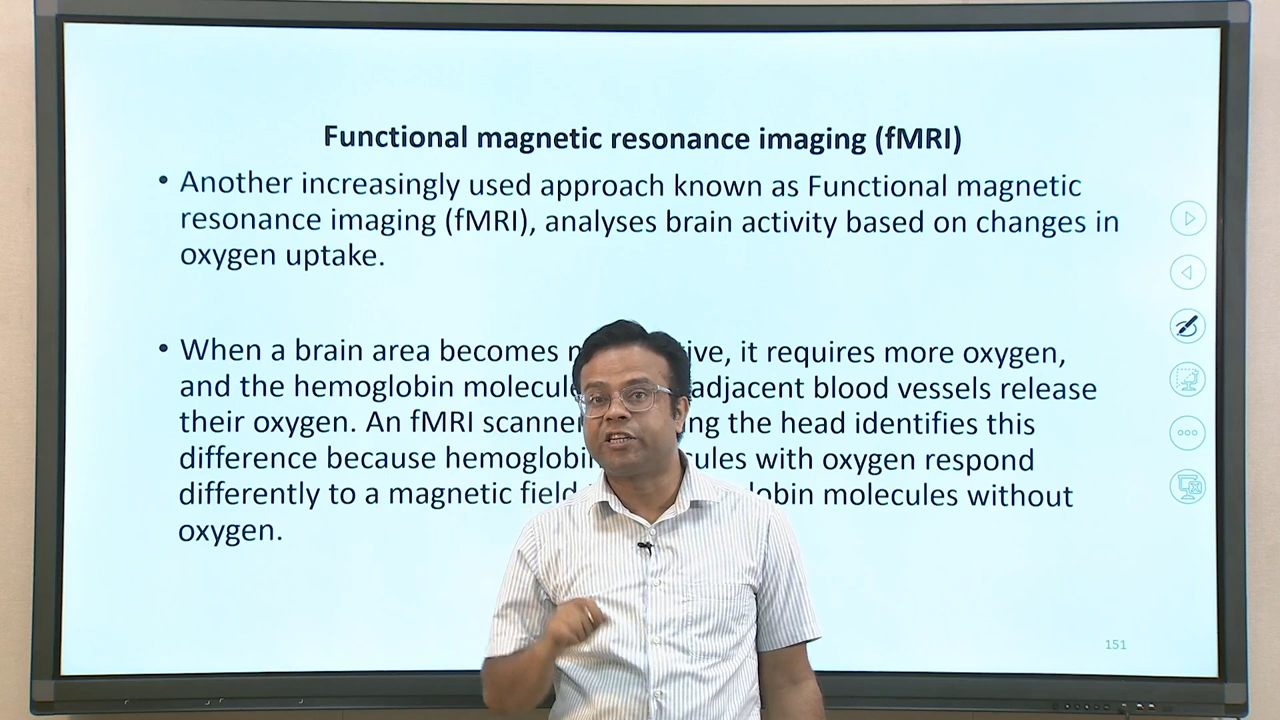 Functional magnetic resonance imaging (fMRI)
• Another increasingly used approach known as Functional magnetic
resonance imaging (fMRI), analyses brain activity based on changes in
oxygen uptake.
• When a brain area becomes it requires more oxygen,
and the hemoglobin adjacent blood vessels release
their oxygen. An fMRI scanner the head identifies this
difference because with oxygen respond
differently to a magnetic field molecules without
oxygen.
151